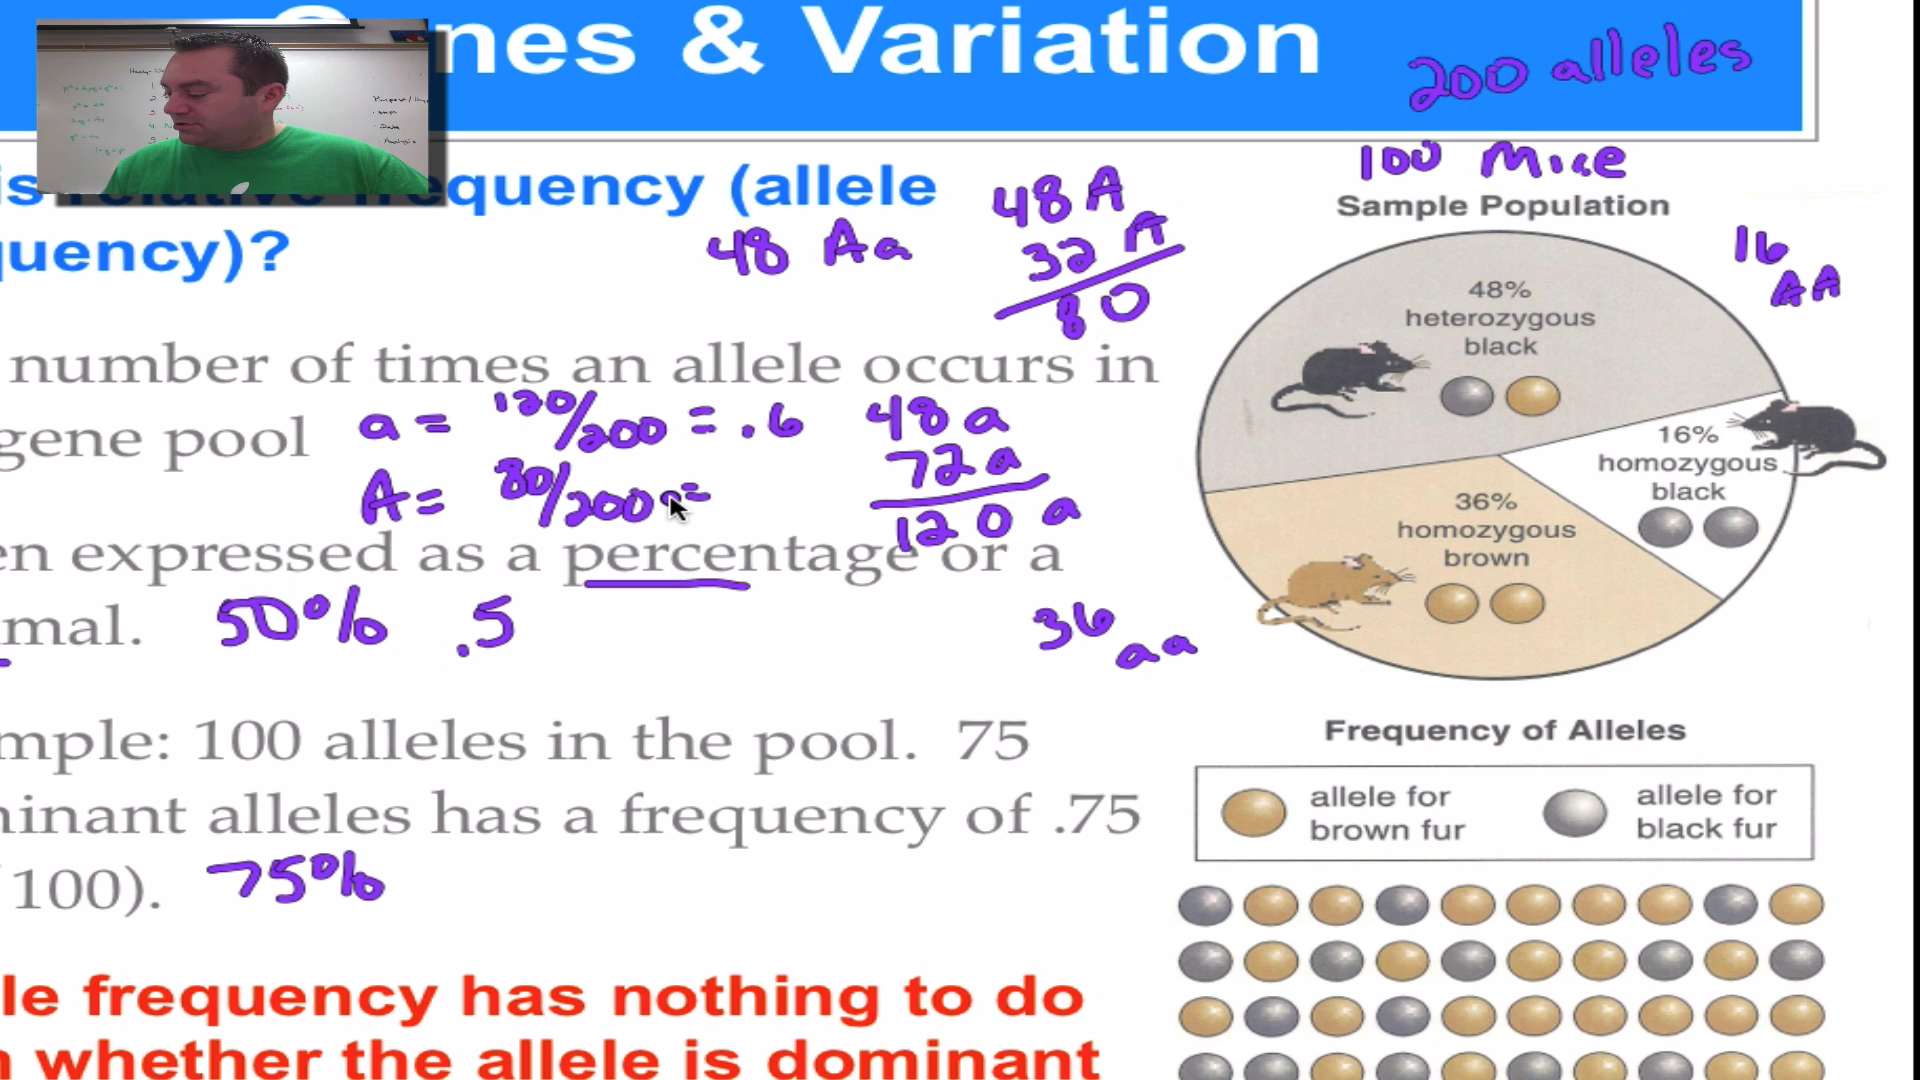 nes & Variation
200 alleles
100 Mice
is relative frequency (allele
quency)?
48 Aa
48 A
32 A
80
Sample Population
16
AA
48%
heterozygous
black
16%
homozygous
black
36%
homozygous
brown
number of times an allele occurs in
gene pool
a = 120/200 = .6
A = 80/200 =
48 a
72 a
120 a
en expressed as a percentage or a
mal. 50% .5
36
aa
mple: 100 alleles in the pool. 75
ninant alleles has a frequency of .75
100). 75%
Frequency of Alleles
allele for
brown fur
allele for
black fur
le frequency has nothing to do
whether the allele is dominant